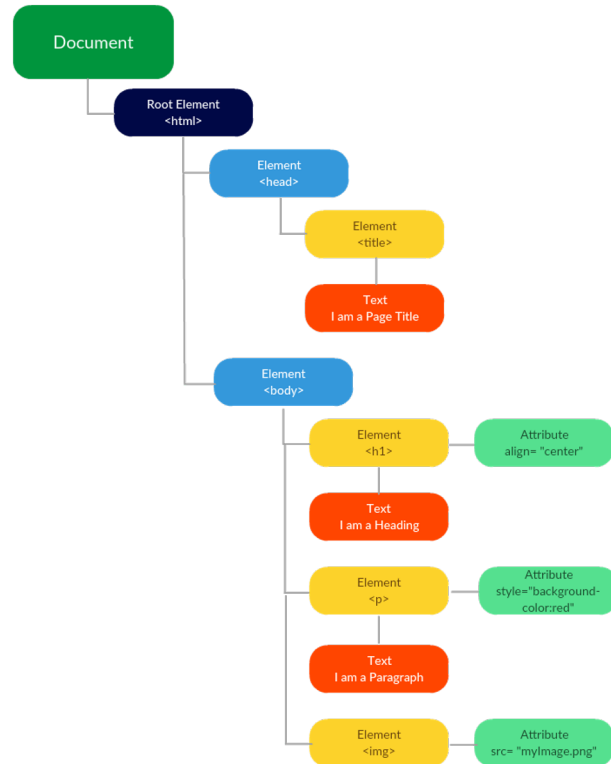 Document
Root Element
<html>
Element
<head>
Element
<title>
Text
I am a Page Title
Element
<body>
Element
<h1>
Attribute
align= "center"
Text
I am a Heading
Element
<p>
Attribute
style="background-
color:red"
Text
I am a Paragraph
Element
<img>
Attribute
src= "myImage.png"